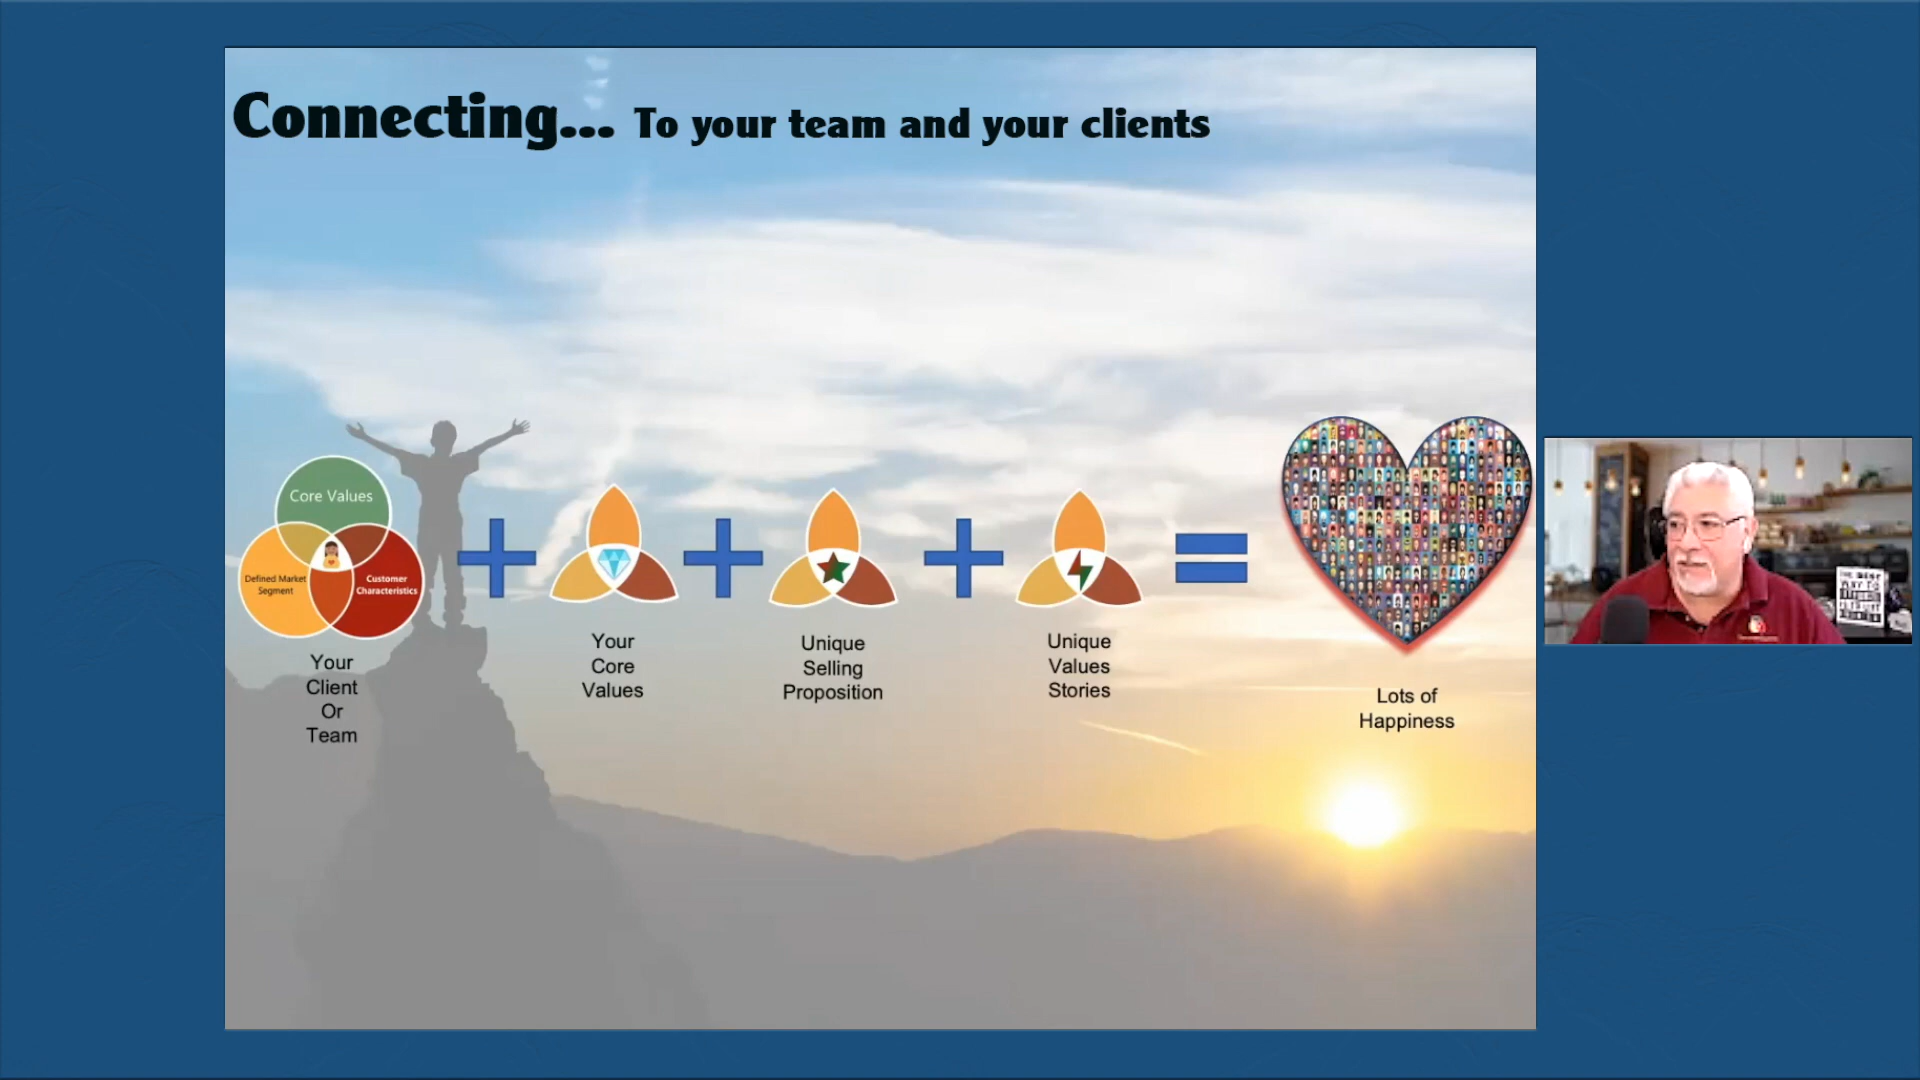 Connecting... To your team and your clients
Core Values
Defined Market
Segment
Customer
Characteristics
Your
Client
Or
Team
Your
Core
Values
Unique
Selling
Proposition
Unique
Values
Stories
Lots of
Happiness